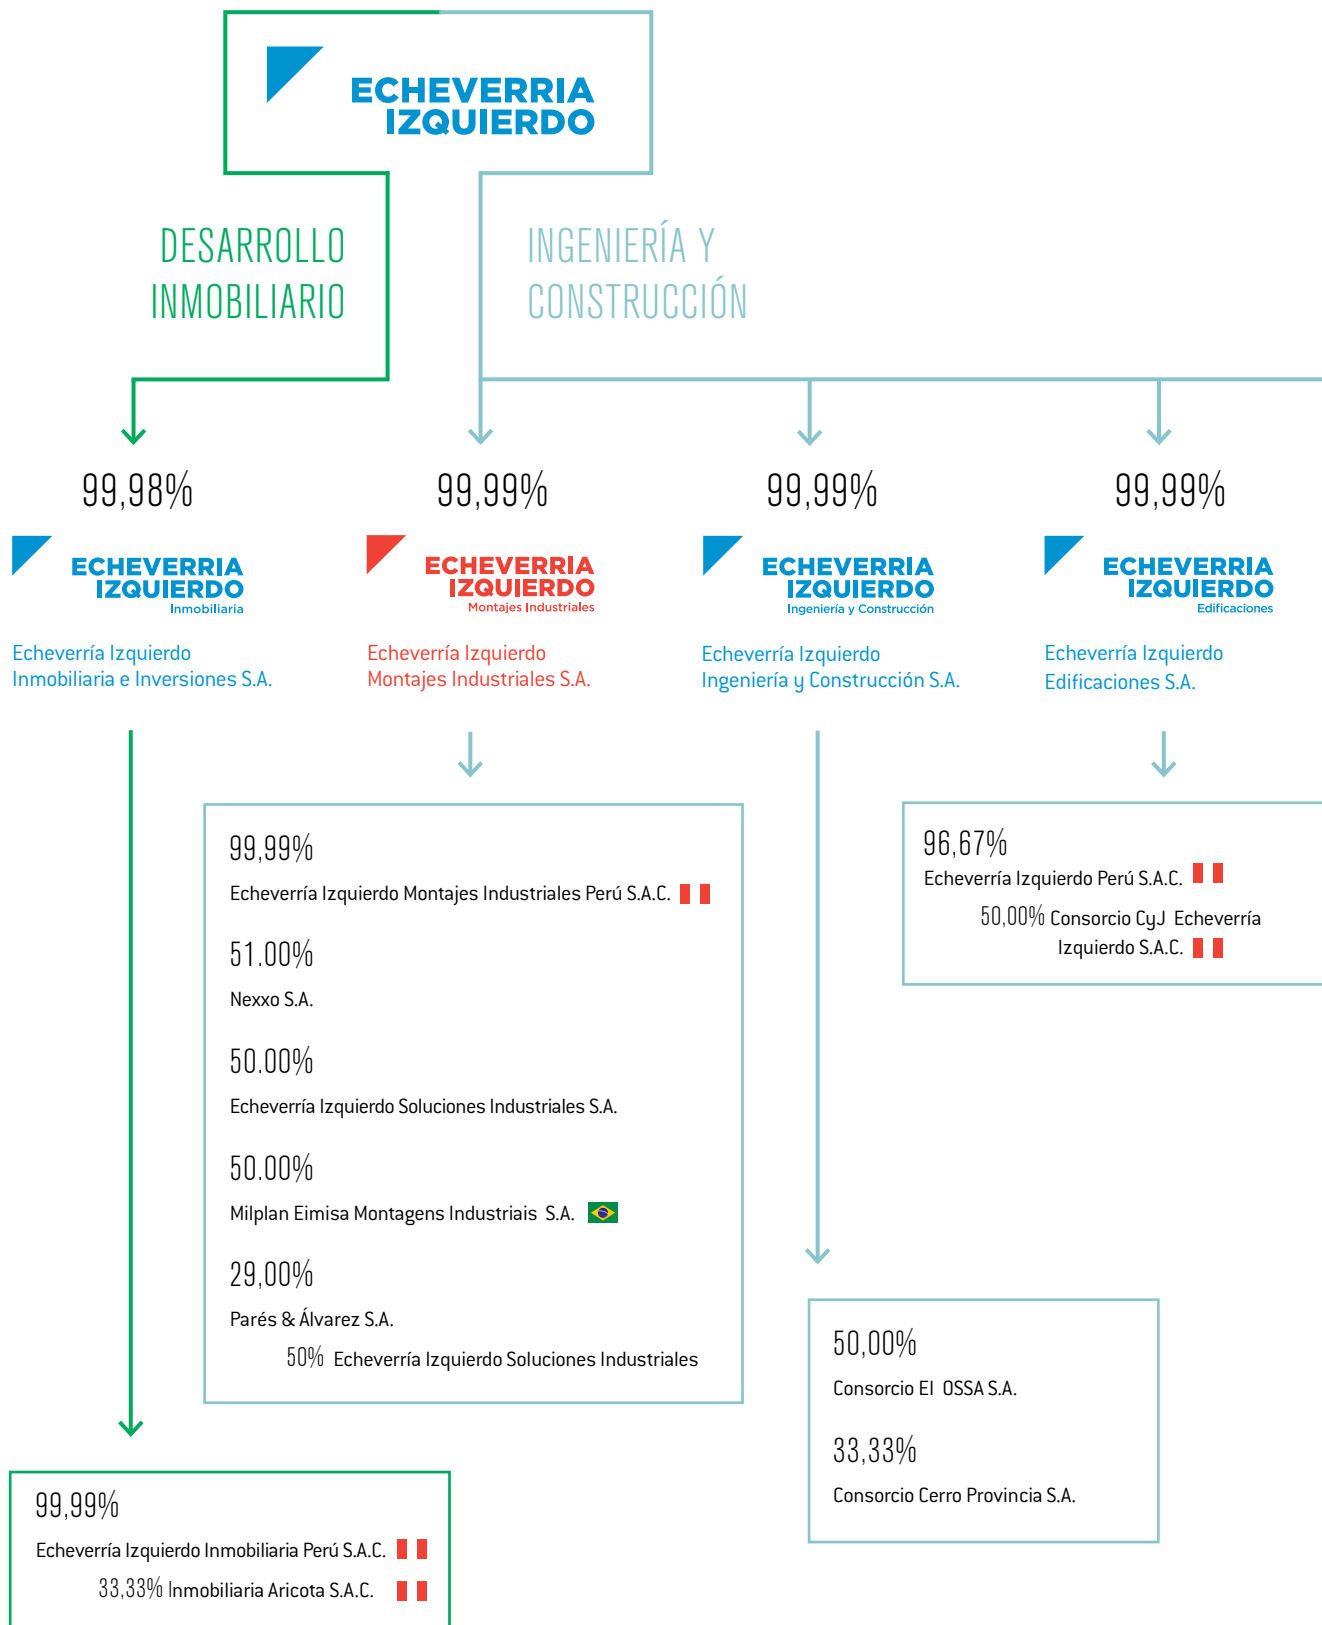 ECHEVERRIA
IZQUIERDO
DESARROLLO
INMOBILIARIO
INGENIERÍA Y
CONSTRUCCIÓN
99,98%
ECHEVERRIA
IZQUIERDO
Inmobiliaria
Echeverría Izquierdo
Inmobiliaria e Inversiones S.A.
99,99%
ECHEVERRIA
IZQUIERDO
Montajes Industriales
Echeverría Izquierdo
Montajes Industriales S.A.
99,99%
ECHEVERRIA
IZQUIERDO
Ingeniería y Construcción
Echeverría Izquierdo
Ingeniería y Construcción S.A.
99,99%
ECHEVERRIA
IZQUIERDO
Edificaciones
Echeverría Izquierdo
Edificaciones S.A.
99,99%
Echeverría Izquierdo Montajes Industriales Perú S.A.C.
51.00%
Nexxo S.A.
50.00%
Echeverría Izquierdo Soluciones Industriales S.A.
50.00%
Milplan Eimisa Montagens Industriais S.A.
29,00%
Parés & Álvarez S.A.
50% Echeverría Izquierdo Soluciones Industriales
96,67%
Echeverría Izquierdo Perú S.A.C.
50,00% Consorcio CyJ Echeverría
Izquierdo S.A.C.
50,00%
Consorcio EI OSSA S.A.
33,33%
Consorcio Cerro Provincia S.A.
99,99%
Echeverría Izquierdo Inmobiliaria Perú S.A.C.
33,33% Inmobiliaria Aricota S.A.C.